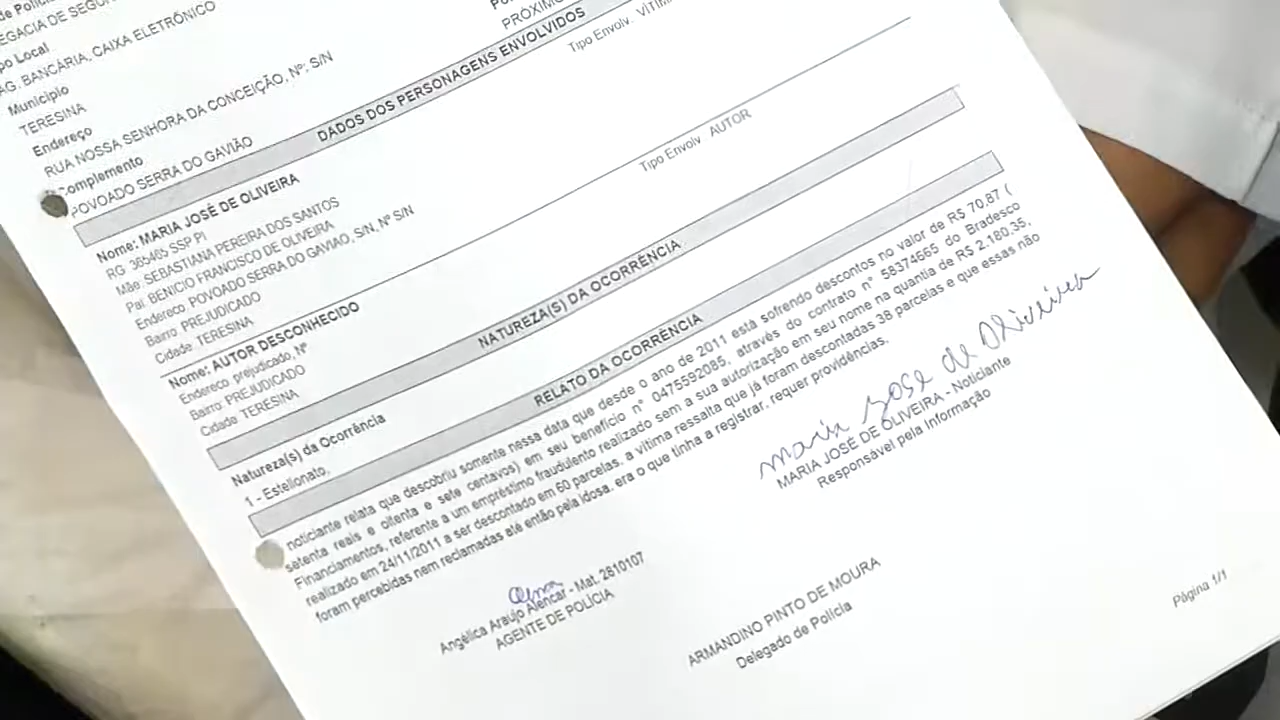 de Polícia
EGACIA DE SEGU
po Local
AG. BANCÁRIA, CAIXA ELETRÔNICO
Município
TERESINA
Endereço
RUA NOSSA SENHORA DA CONCEIÇÃO, Nº: S/N
Complemento
POVOADO SERRA DO GAVIÃO
PRÓXIMO
DADOS DOS PERSONAGENS ENVOLVIDOS
Nome: MARIA JOSÉ DE OLIVEIRA
Tipo Envolv. VÍTIMA
RG 365465 SSP PI
Mãe: SEBASTIANA PEREIRA DOS SANTOS
Pai: BENICIO FRANCISCO DE OLIVEIRA
Endereço: POVOADO SERRA DO GAVIAO, S/N, Nº S/N
Bairro: PREJUDICADO
Cidade: TERESINA
Nome: AUTOR DESCONHECIDO
Tipo Envolv. AUTOR
Endereço: prejudicado, Nº
Bairro: PREJUDICADO
Cidade: TERESINA
NATUREZA(S) DA OCORRÊNCIA
Natureza(s) da Ocorrência
1 - Estelionato.
RELATO DA OCORRÊNCIA
noticiante relata que descobriu somente nessa data que desde o ano de 2011 está sofrendo descontos no valor de R$ 70,87 (
setenta reais e oitenta e sete centavos) em seu benefício n° 0475592085, através do contrato n° 58374665 do Bradesco
Financiamentos, referente a um empréstimo fraudulento realizado sem a sua autorização em seu nome na quantia de R$ 2.180,35,
realizado em 24/11/2011 a ser descontado em 60 parcelas, a vítima ressalta que já foram descontadas 38 parcelas e que essas não
foram percebidas nem reclamadas até então pela idosa, era o que tinha a registrar, requer providências.
Maria Jose de Oliveira
MARIA JOSÉ DE OLIVEIRA - Noticiante
Responsável pela Informação
Angélica Araujo Alencar - Mat. 2810107
AGENTE DE POLÍCIA
ARMANDINO PINTO DE MOURA
Delegado de Polícia
Página 1/1